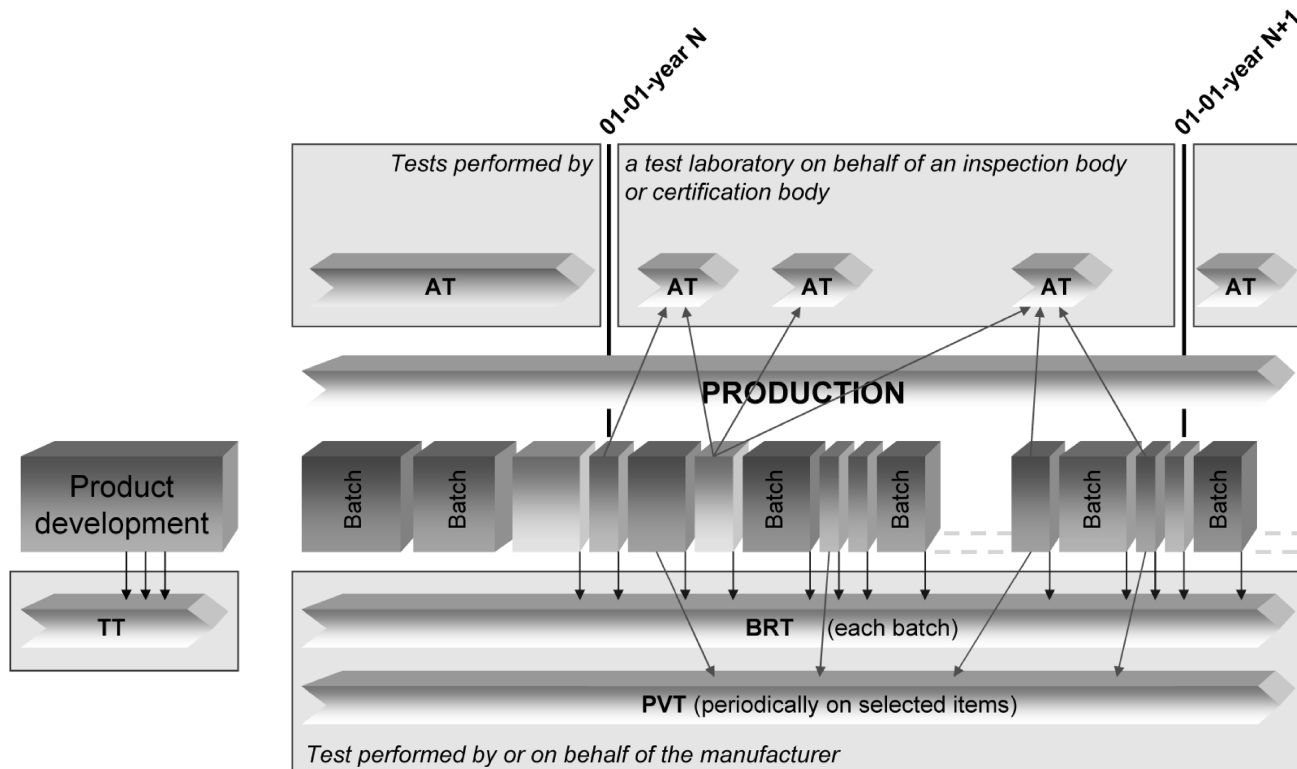 01-01-year N
01-01-year N+1
Tests performed by
a test laboratory on behalf of an inspection body
or certification body
AT
AT
AT
AT
AT
PRODUCTION
Product
development
Batch
Batch
Batch
Batch
Batch
Batch
TT
BRT (each batch)
PVT (periodically on selected items)
Test performed by or on behalf of the manufacturer